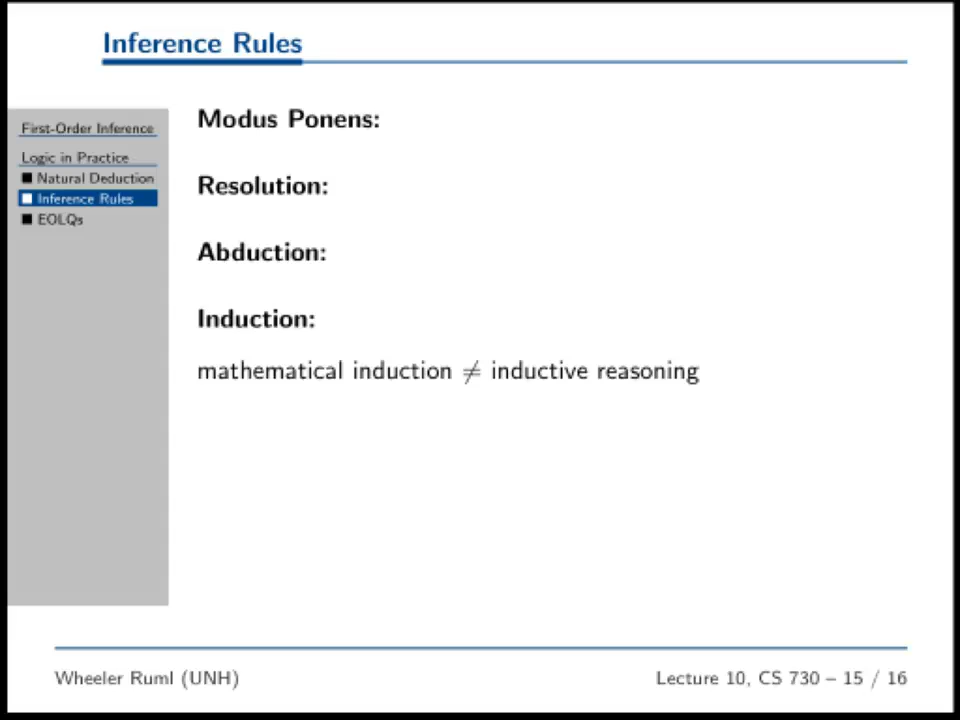 Inference Rules
First-Order Inference
Logic in Practice
Natural Deduction
Inference Rules
EOLQs
Modus Ponens:
Resolution:
Abduction:
Induction:
mathematical induction ≠ inductive reasoning
Wheeler Ruml (UNH)
Lecture 10, CS 730 – 15 / 16